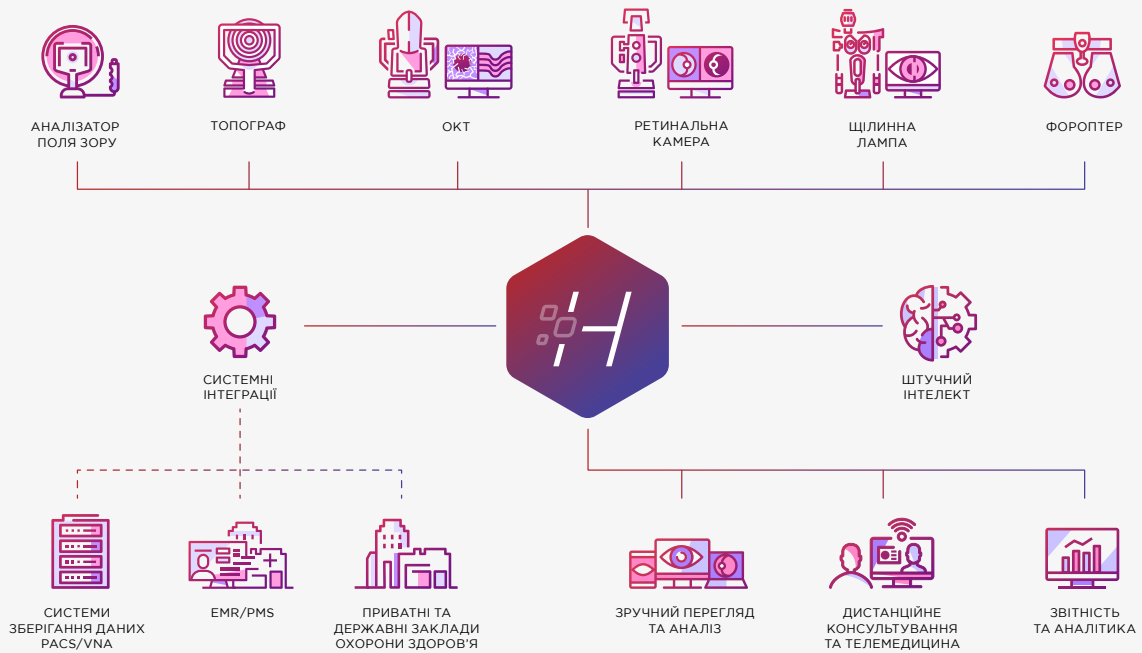 АНАЛІЗАТОР
ПОЛЯ ЗОРУ
ТОПОГРАФ
ОКТ
РЕТИНАЛЬНА
КАМЕРА
ЩІЛИННА
ЛАМПА
ФОРОПТЕР
H
СИСТЕМНІ
ІНТЕГРАЦІЇ
ШТУЧНИЙ
ІНТЕЛЕКТ
СИСТЕМИ
ЗБЕРІГАННЯ ДАНИХ
PACS/VNA
EMR/PMS
ПРИВАТНІ ТА
ДЕРЖАВНІ ЗАКЛАДИ
ОХОРОНИ ЗДОРОВ'Я
ЗРУЧНИЙ ПЕРЕГЛЯД
ТА АНАЛІЗ
ДИСТАНЦІЙНЕ
КОНСУЛЬТУВАННЯ
ТА ТЕЛЕМЕДИЦИНА
ЗВІТНІСТЬ
ТА АНАЛІТИКА